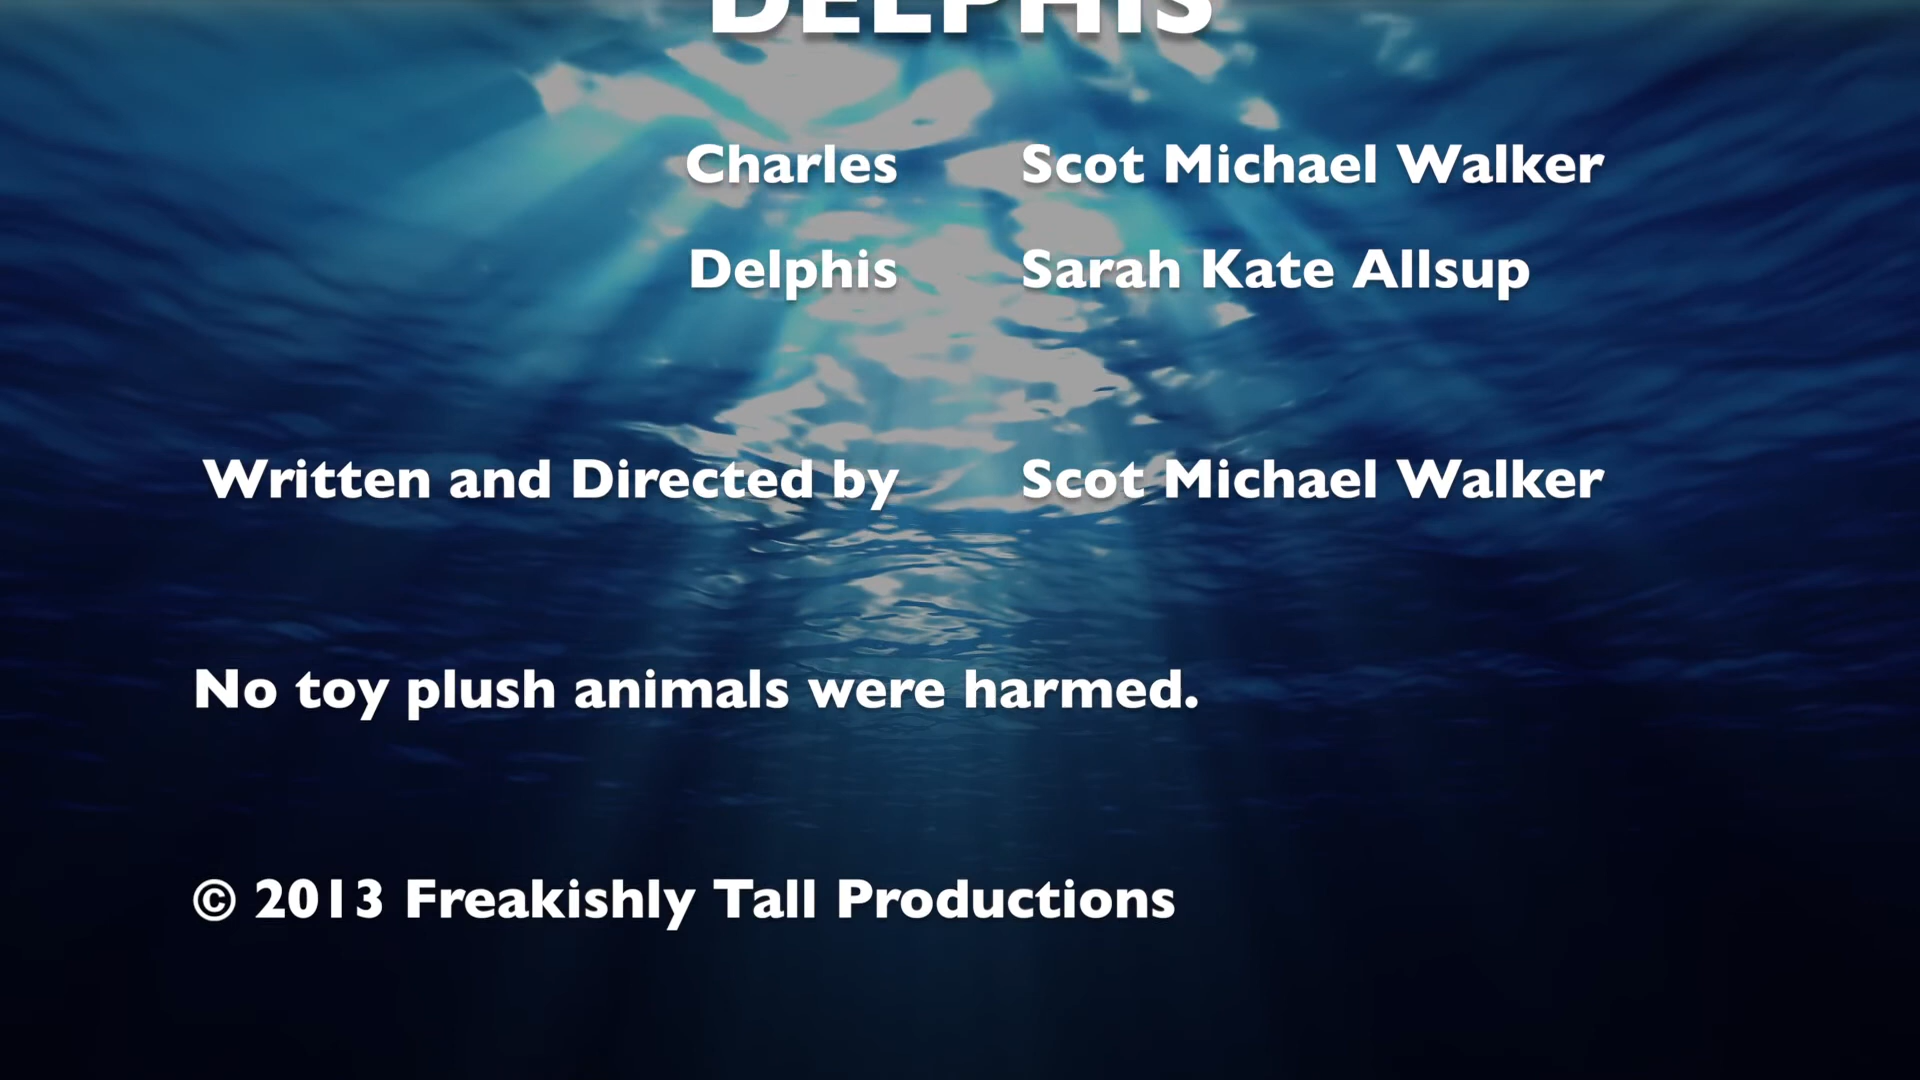 DELPHIS
Charles Scot Michael Walker
Delphis Sarah Kate Allsup
Written and Directed by Scot Michael Walker
No toy plush animals were harmed.
© 2013 Freakishly Tall Productions